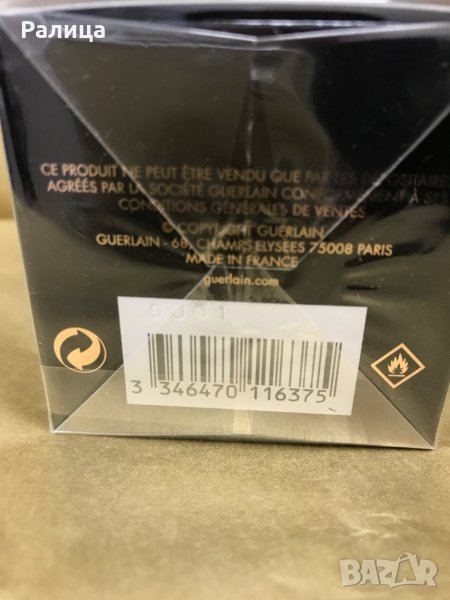 Ралица
CE PRODUIT NE PEUT ÊTRE VENDU QUE PAR LES DÉPOSITAIRES
AGRÉÉS PAR LA SOCIÉTÉ GUERLAIN CONFORMÉMENT À SES
CONDITIONS GÉNÉRALES DE VENTES.
© COPYRIGHT GUERLAIN
GUERLAIN - 68, CHAMPS ELYSEES 75008 PARIS
MADE IN FRANCE
guerlain.com
9U01
3 346470 116375
BAZAR